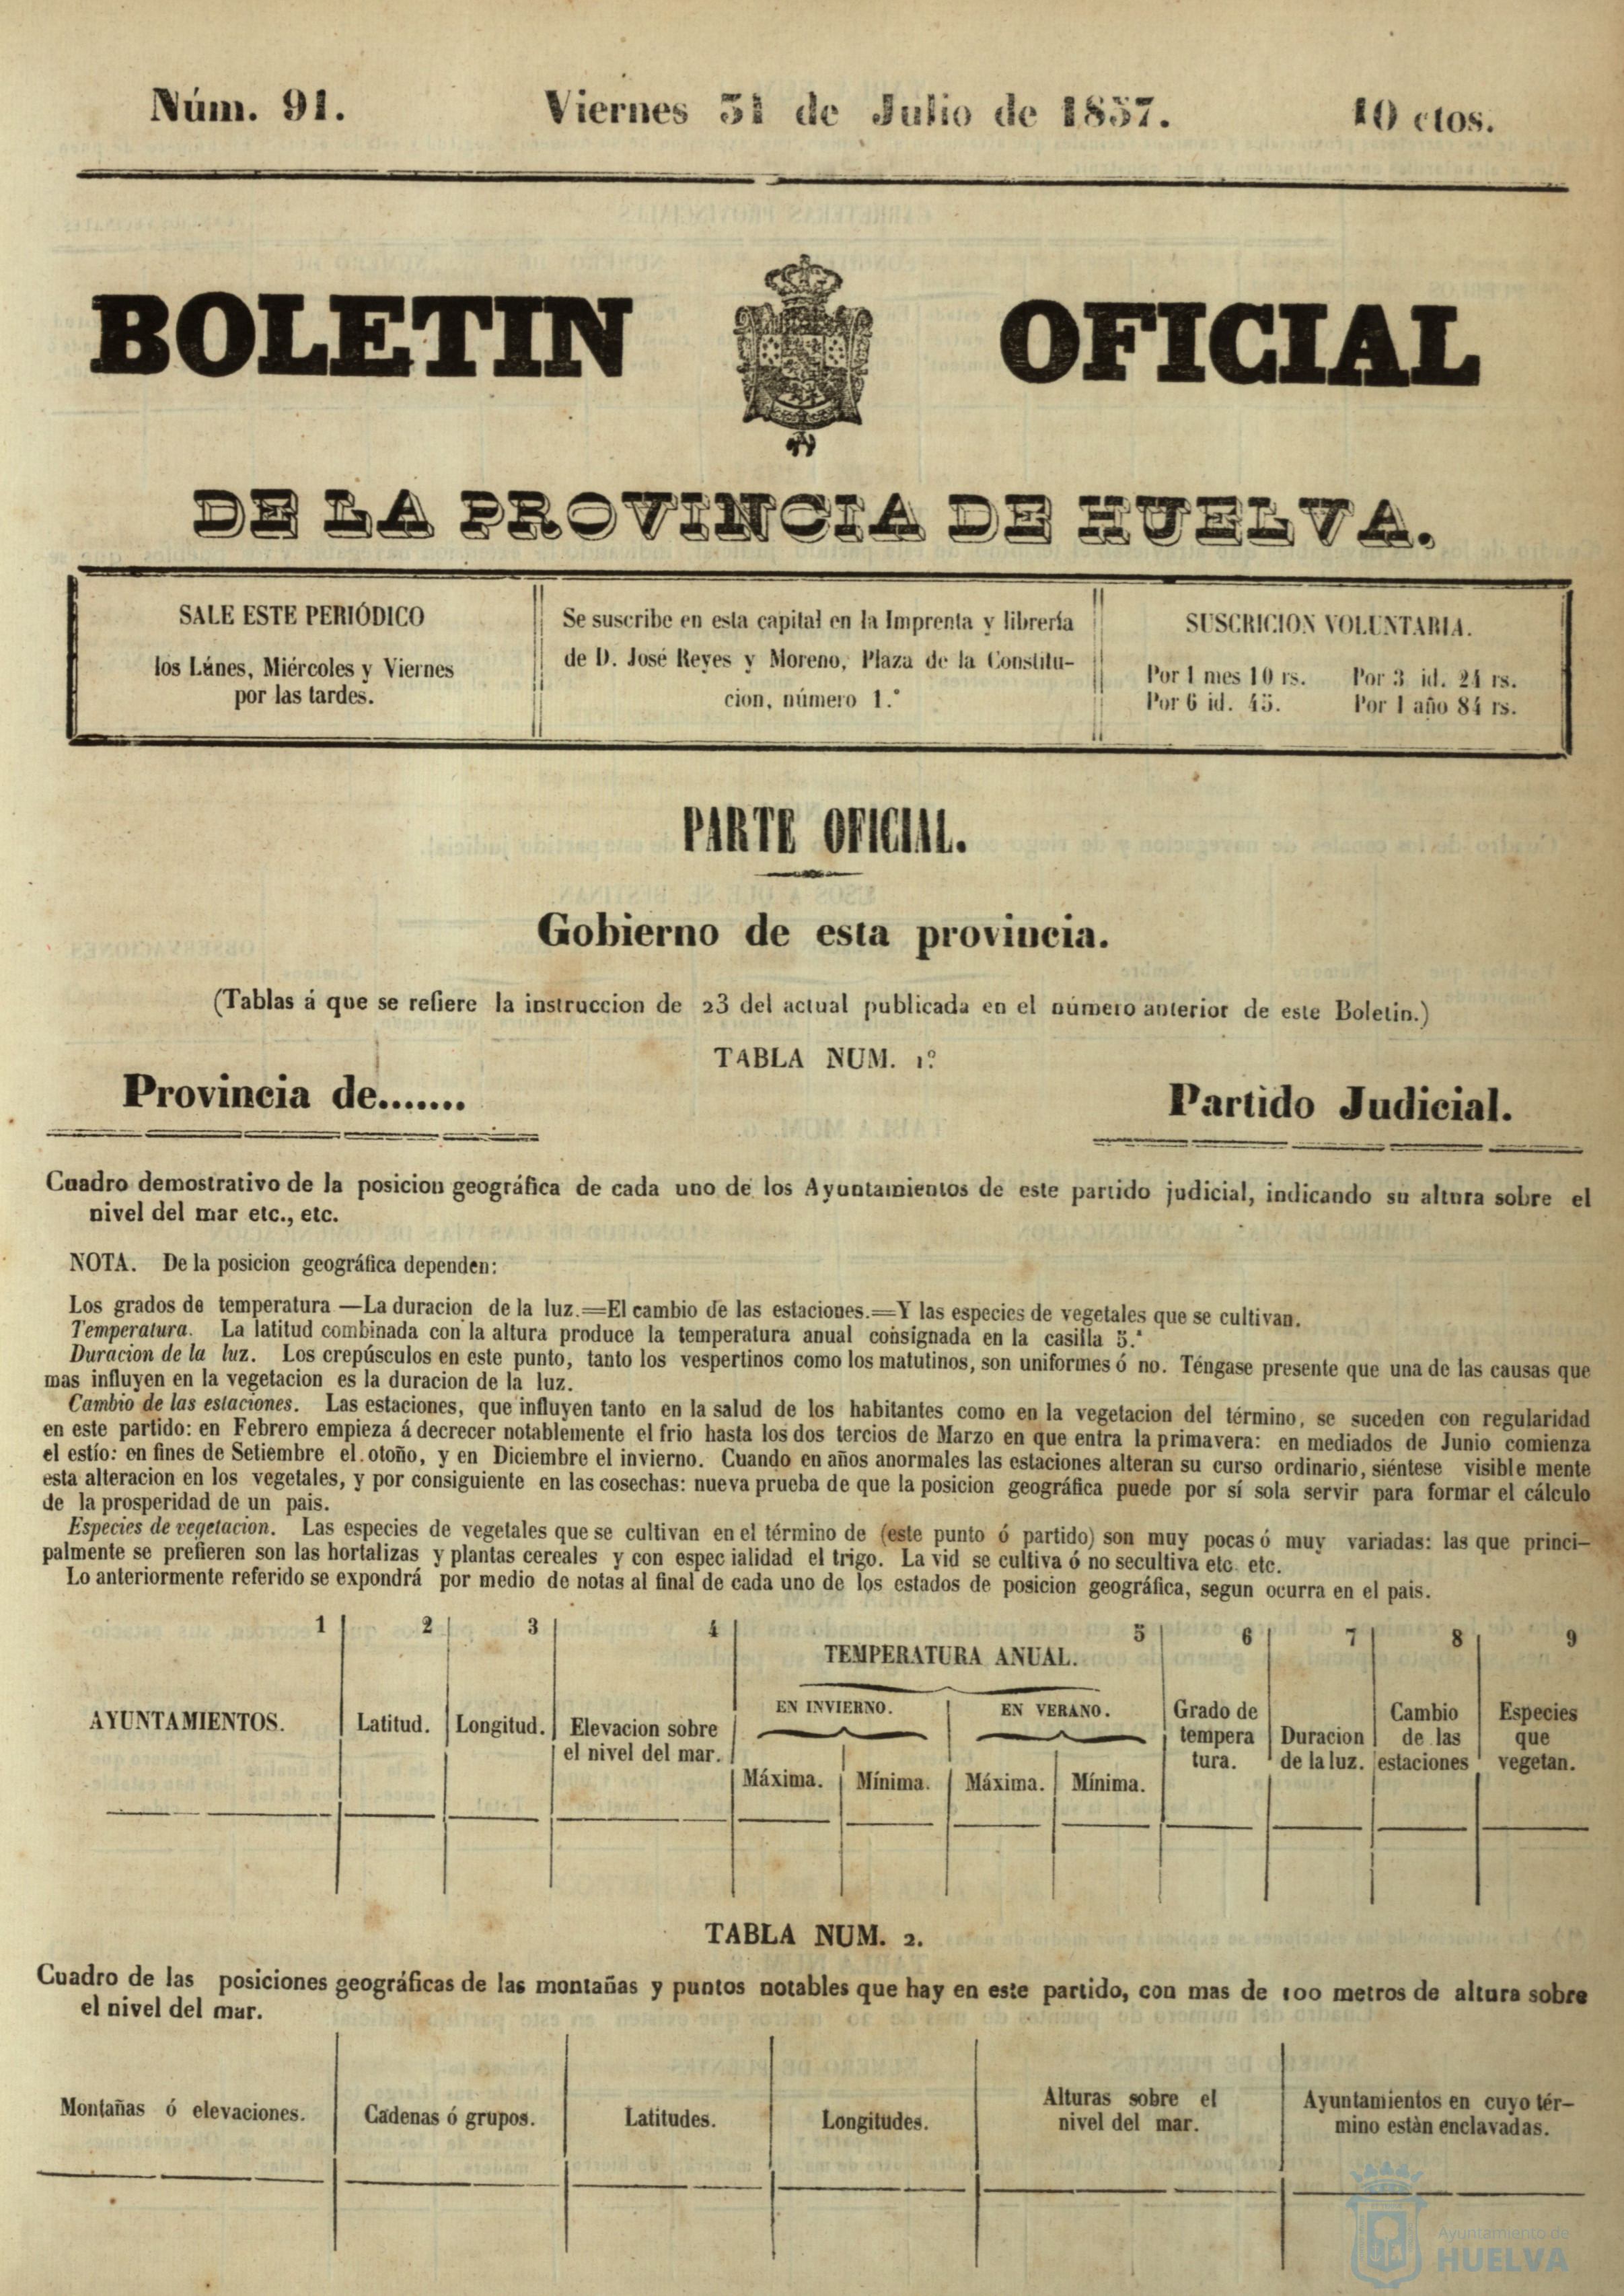 Núm. 91. Viernes 31 de Julio de 1857. 10 ctos.
BOLETIN OFICIAL
DE LA PROVINCIA DE HUELVA.
SALE ESTE PERIÓDICO
los Lúnes, Miércoles y Viernes
por las tardes.
Se suscribe en esta capital en la Imprenta y librería
de D. José Reyes y Moreno, Plaza de la Constitu-
cion, número 1.°
SUSCRICION VOLUNTARIA.
Por 1 mes 10 rs. Por 3 id. 24 rs.
Por 6 id. 45. Por 1 año 84 rs.
PARTE OFICIAL.
Gobierno de esta provincia.
(Tablas á que se refiere la instruccion de 23 del actual publicada en el número anterior de este Boletin.)
TABLA NUM. 1.º
Provincia de....... Partido Judicial.
Cuadro demostrativo de la posicion geográfica de cada uno de los Ayuntamientos de este partido judicial, indicando su altura sobre el
nivel del mar etc., etc.
NOTA. De la posicion geográfica dependen:
Los grados de temperatura —La duracion de la luz.=El cambio de las estaciones.=Y las especies de vegetales que se cultivan.
Temperatura. La latitud combinada con la altura produce la temperatura anual consignada en la casilla 5.ª
Duracion de la luz. Los crepúsculos en este punto, tanto los vespertinos como los matutinos, son uniformes ó no. Téngase presente que una de las causas que
mas influyen en la vegetacion es la duracion de la luz.
Cambio de las estaciones. Las estaciones, que influyen tanto en la salud de los habitantes como en la vegetacion del término, se suceden con regularidad
en este partido: en Febrero empieza á decrecer notablemente el frio hasta los dos tercios de Marzo en que entra la primavera: en mediados de Junio comienza
el estío: en fines de Setiembre el otoño, y en Diciembre el invierno. Cuando en años anormales las estaciones alteran su curso ordinario, siéntese visible mente
esta alteracion en los vegetales, y por consiguiente en las cosechas: nueva prueba de que la posicion geográfica puede por sí sola servir para formar el cálculo
de la prosperidad de un pais.
Especies de vegetacion. Las especies de vegetales que se cultivan en el término de (este punto ó partido) son muy pocas ó muy variadas: las que princi-
palmente se prefieren son las hortalizas y plantas cereales y con espec ialidad el trigo. La vid se cultiva ó no secultiva etc. etc.
Lo anteriormente referido se expondrá por medio de notas al final de cada uno de los estados de posicion geográfica, segun ocurra en el pais.
1 2 3 4 5 6 7 8 9
TEMPERATURA ANUAL.
EN INVIERNO. EN VERANO.
AYUNTAMIENTOS.
Latitud.
Longitud.
Elevacion sobre
el nivel del mar.
Máxima. Mínima. Máxima. Mínima.
Grado de
tempera
tura.
Duracion
de la luz.
Cambio
de las
estaciones
Especies
que
vegetan.
TABLA NUM. 2.
Cuadro de las posiciones geográficas de las montañas y puntos notables que hay en este partido, con mas de 100 metros de altura sobre
el nivel del mar.
Montañas ó elevaciones.
Cadenas ó grupos.
Latitudes.
Longitudes.
Alturas sobre el
nivel del mar.
Ayuntamientos en cuyo tér-
mino estàn enclavadas.
Ayuntamiento de
HUELVA